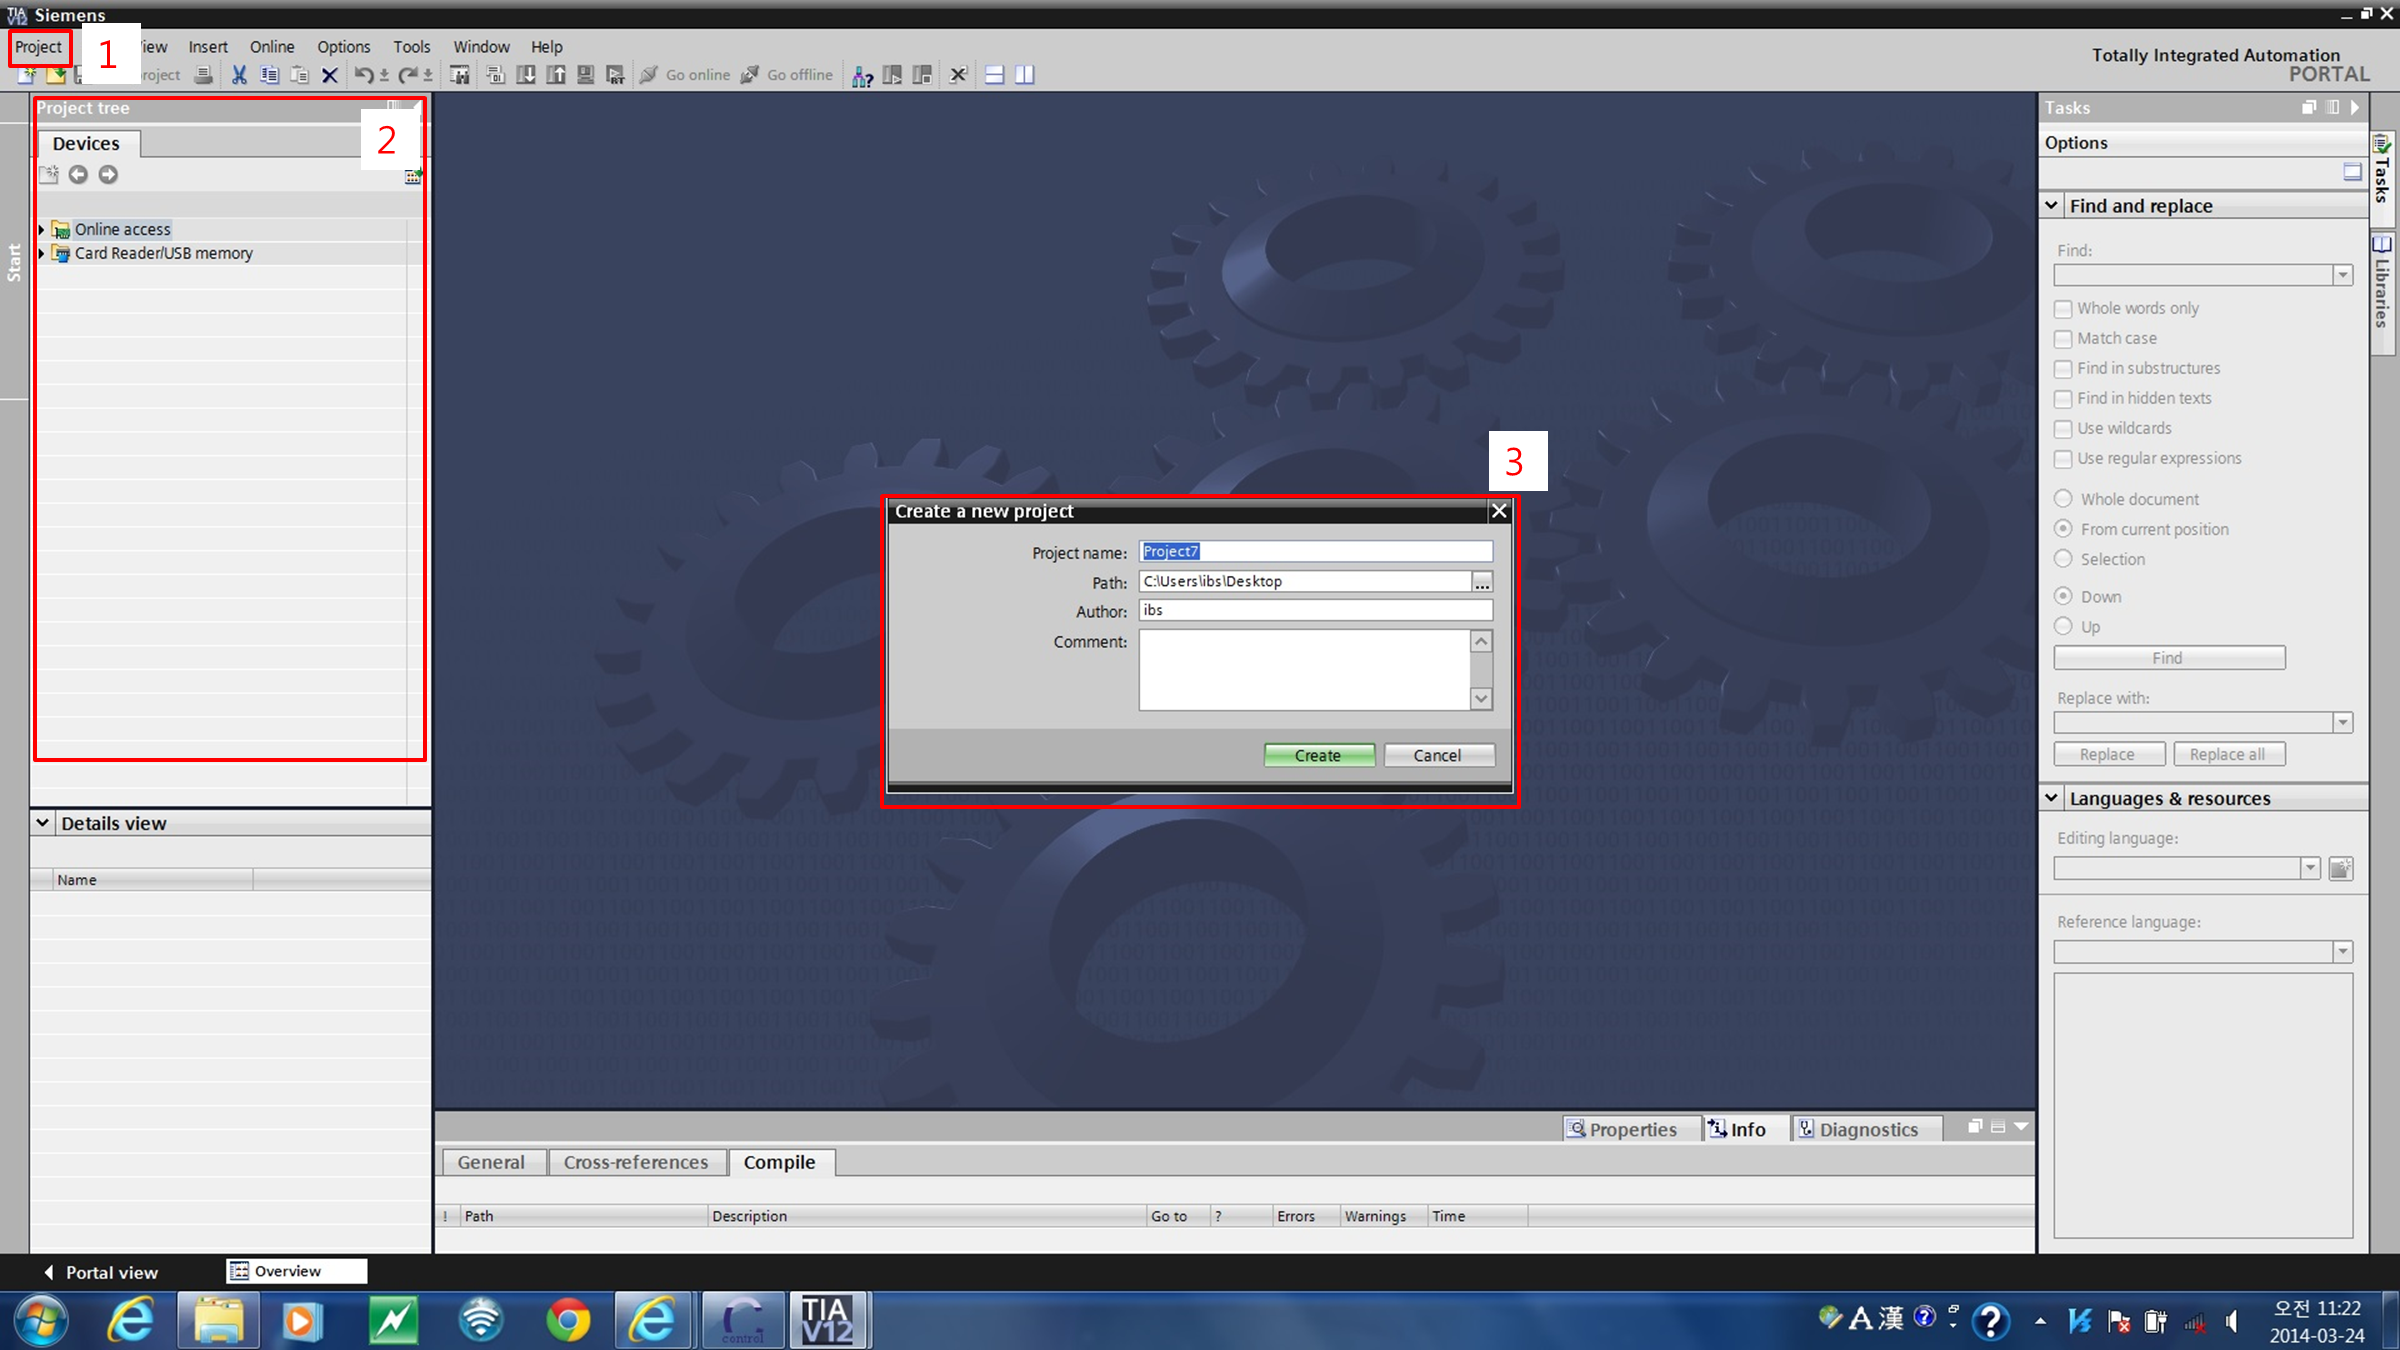 TIA
V12 Siemens
Project iew Insert Online Options Tools Window Help
1
roject Go online Go offline
Totally Integrated Automation
PORTAL
Project tree
2
Devices
Online access
Card Reader/USB memory
Start
Details view
Name
3
Create a new project
Project name: Project7
Path: C:\Users\ibs\Desktop ...
Author: ibs
Comment:
Create Cancel
Tasks
Options
Find and replace
Find:
Whole words only
Match case
Find in substructures
Find in hidden texts
Use wildcards
Use regular expressions
Whole document
From current position
Selection
Down
Up
Find
Replace with:
Replace Replace all
Languages & resources
Editing language:
Reference language:
Tasks
Libraries
Properties Info Diagnostics
General Cross-references Compile
! Path Description Go to ? Errors Warnings Time
Portal view Overview
control
TIA
V12
A 漢 ? ?
오전 11:22
2014-03-24